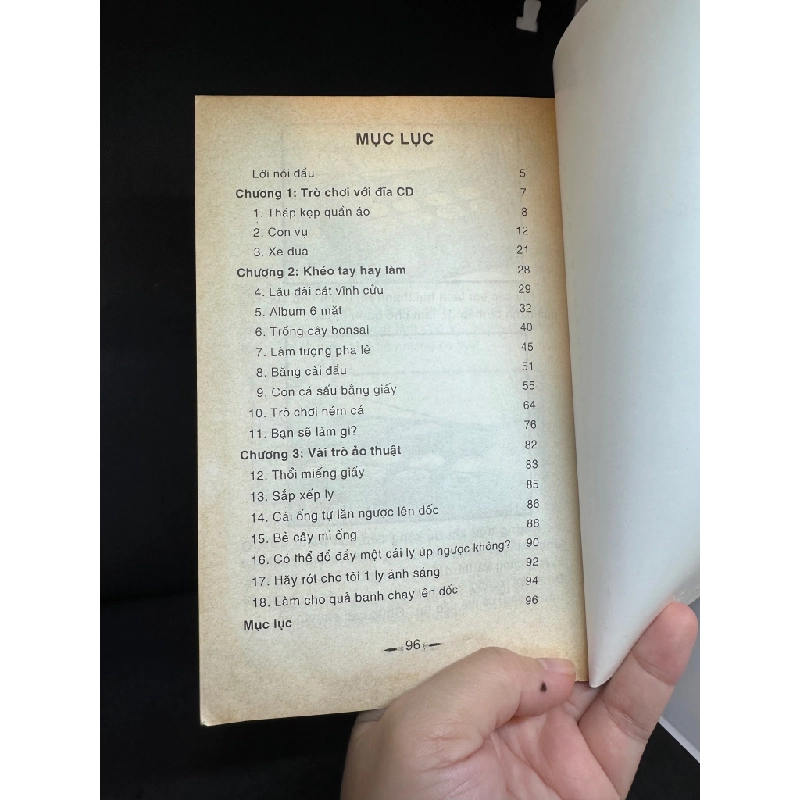 MỤC LỤC
Lời nói đầu 5
Chương 1: Trò chơi với đĩa CD 7
1. Tháp kẹp quần áo 8
2. Con vụ 12
3. Xe đua 21
Chương 2: Khéo tay hay làm 28
4. Lâu đài cát vĩnh cửu 29
5. Album 6 mặt 32
6. Trồng cây bonsai 40
7. Làm tượng pha lê 45
8. Băng cài đầu 51
9. Con cá sấu bằng giấy 55
10. Trò chơi ném cá 64
11. Bạn sẽ làm gì? 76
Chương 3: Vài trò ảo thuật 82
12. Thổi miếng giấy 83
13. Sắp xếp ly 85
14. Cái ống tự lăn ngược lên dốc 86
15. Bẻ cây mì ống 88
16. Có thể đổ đầy một cái ly úp ngược không? 90
17. Hãy rót cho tôi 1 ly ánh sáng 92
18. Làm cho quả banh chạy lên dốc 94
Mục lục 96
96